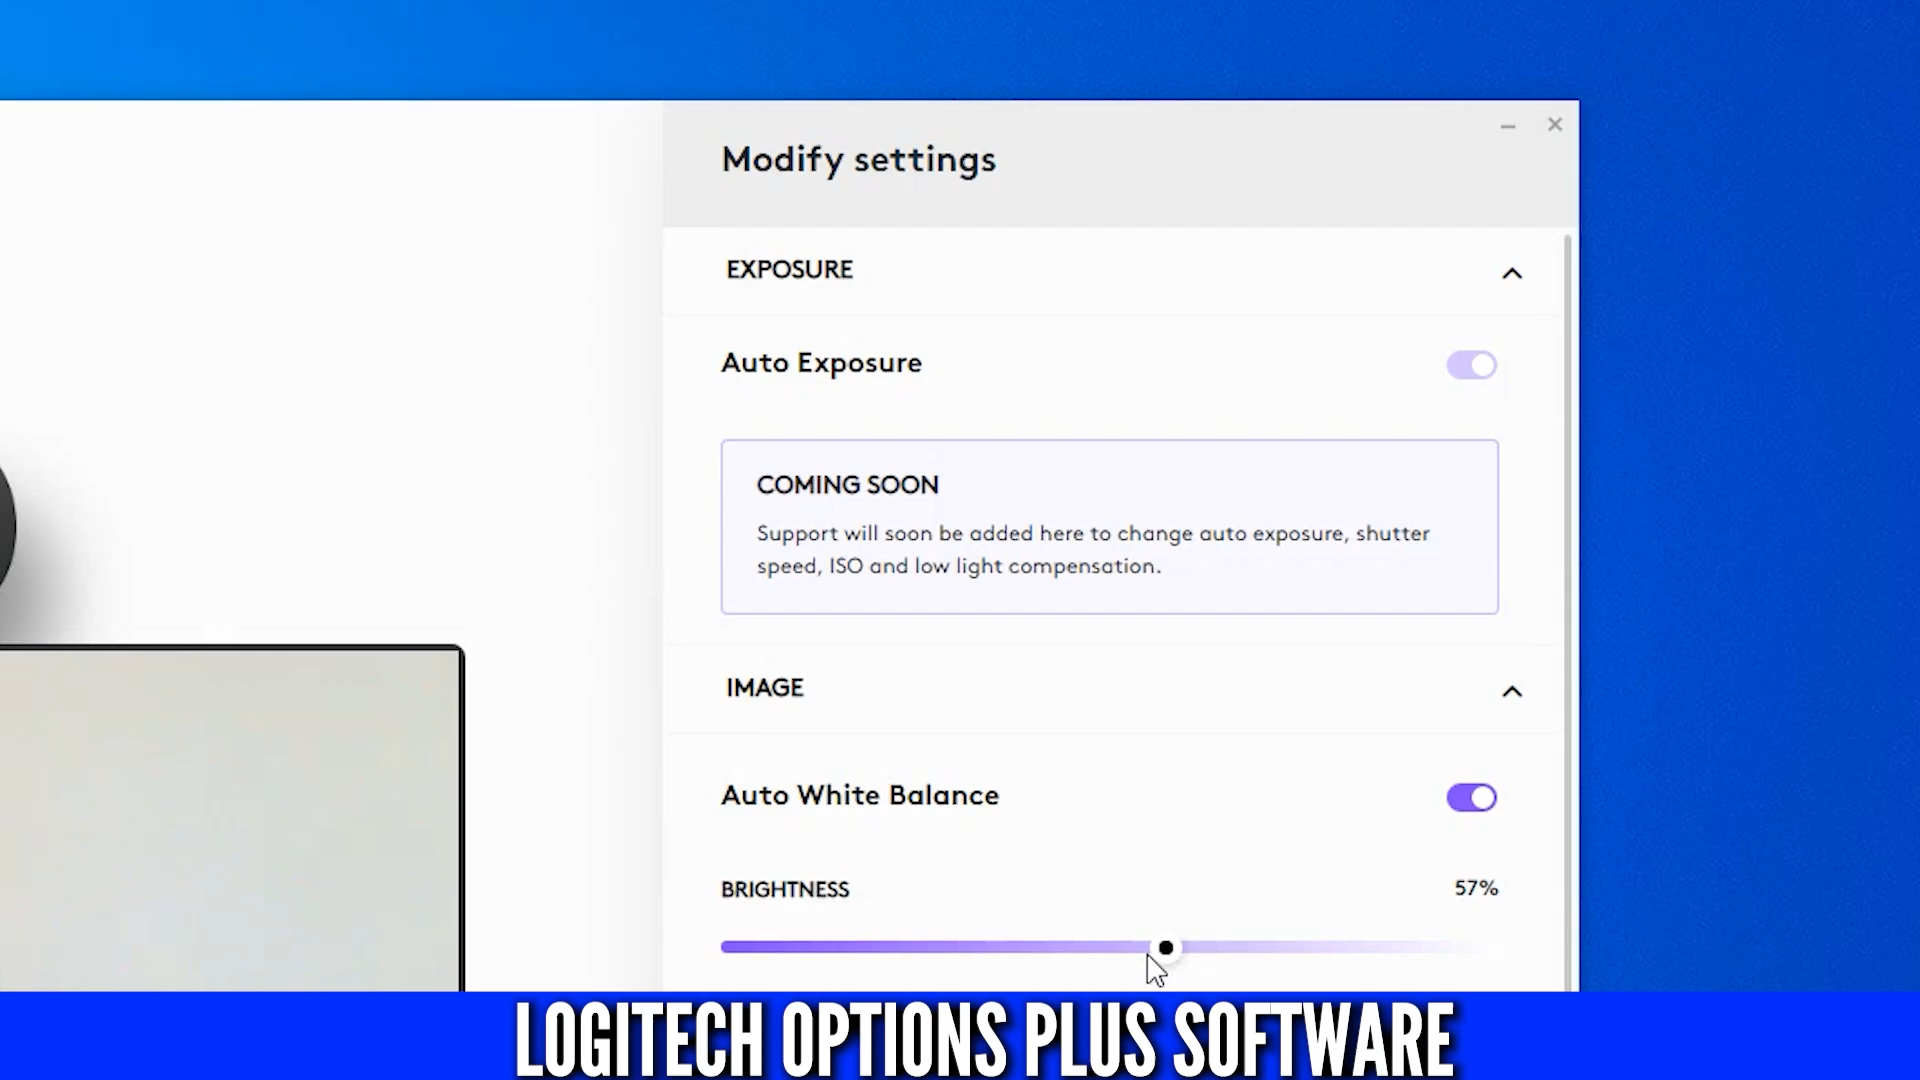 Modify settings
EXPOSURE
Auto Exposure
COMING SOON
Support will soon be added here to change auto exposure, shutter
speed, ISO and low light compensation.
IMAGE
Auto White Balance
BRIGHTNESS
57%
LOGITECH OPTIONS PLUS SOFTWARE